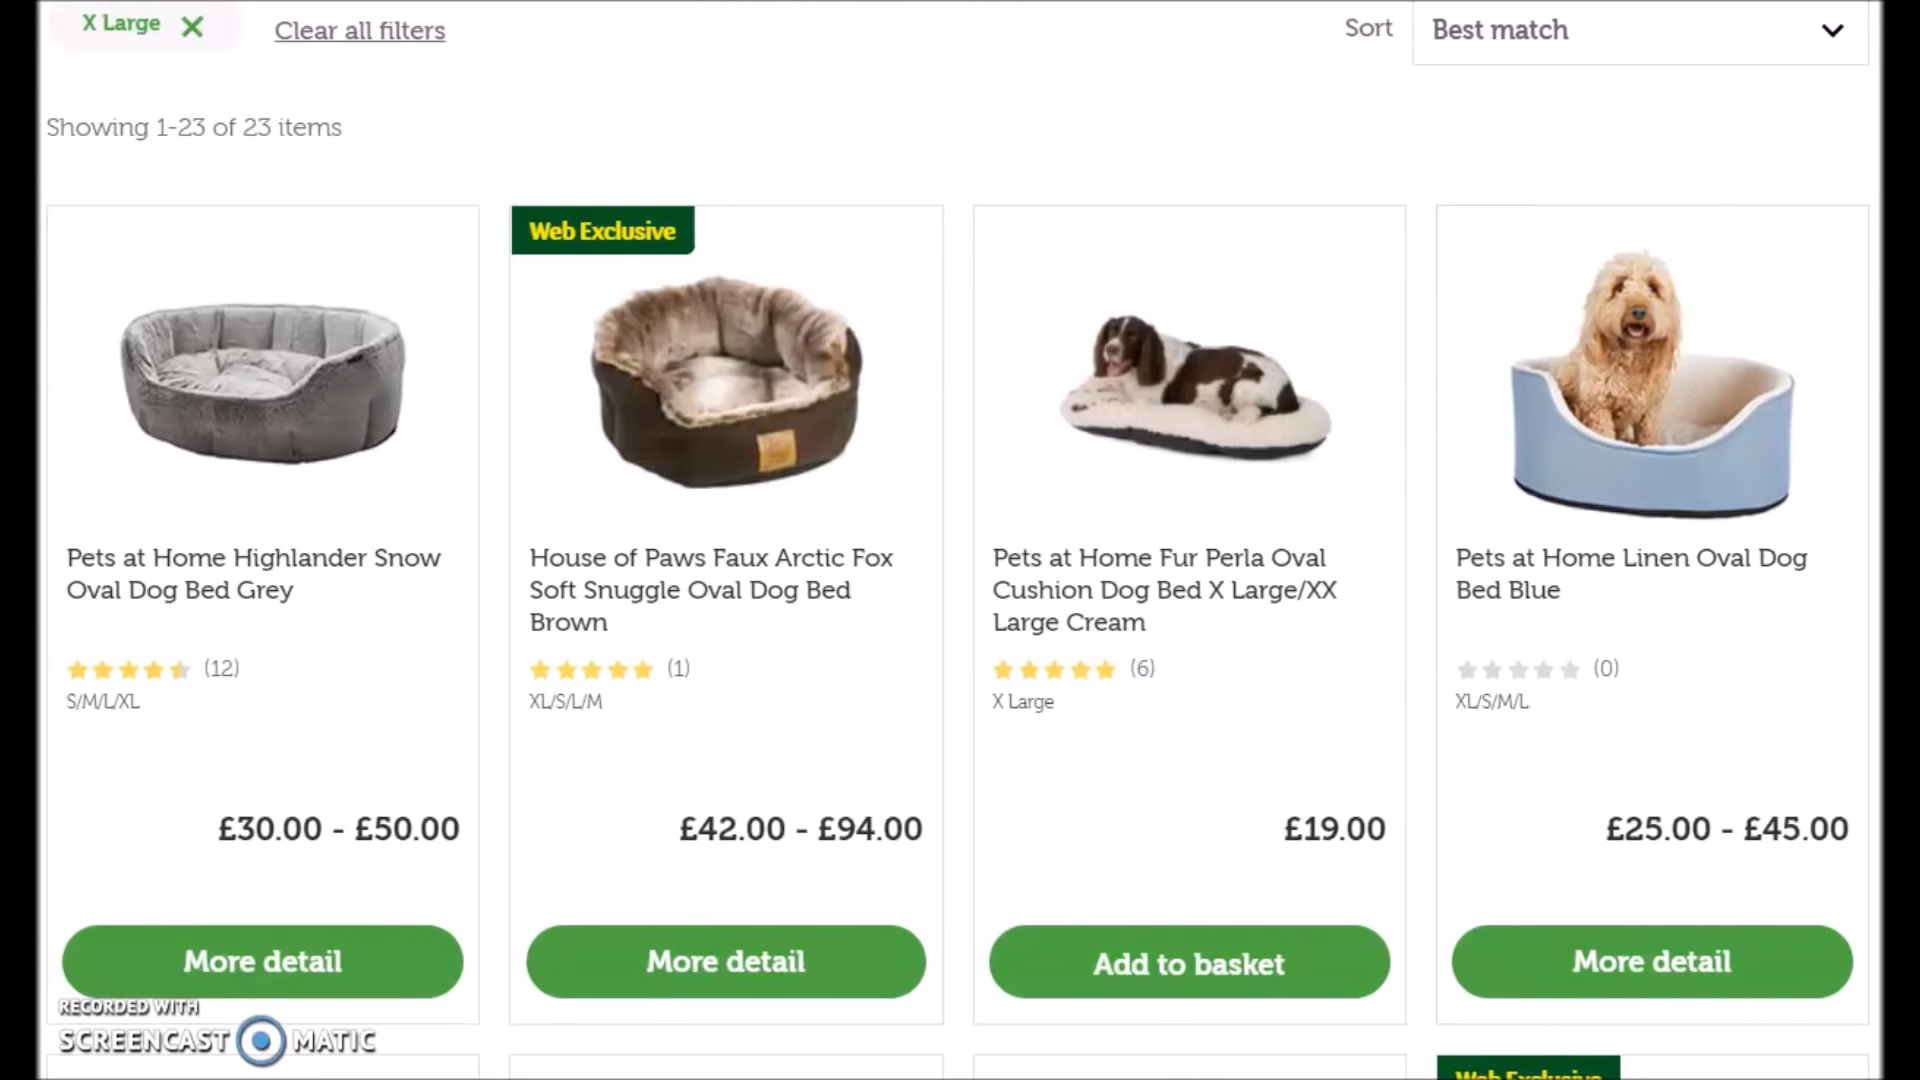 X Large
Clear all filters
Sort
Best match
Showing 1-23 of 23 items
Pets at Home Highlander Snow
Oval Dog Bed Grey
(12)
S/M/L/XL
£30.00 - £50.00
More detail
Web Exclusive
House of Paws Faux Arctic Fox
Soft Snuggle Oval Dog Bed
Brown
(1)
XL/S/L/M
£42.00 - £94.00
More detail
Pets at Home Fur Perla Oval
Cushion Dog Bed X Large/XX
Large Cream
(6)
X Large
£19.00
Add to basket
Pets at Home Linen Oval Dog
Bed Blue
(0)
XL/S/M/L
£25.00 - £45.00
More detail
RECORDED WITH
SCREENCAST MATIC
Web Exclusive